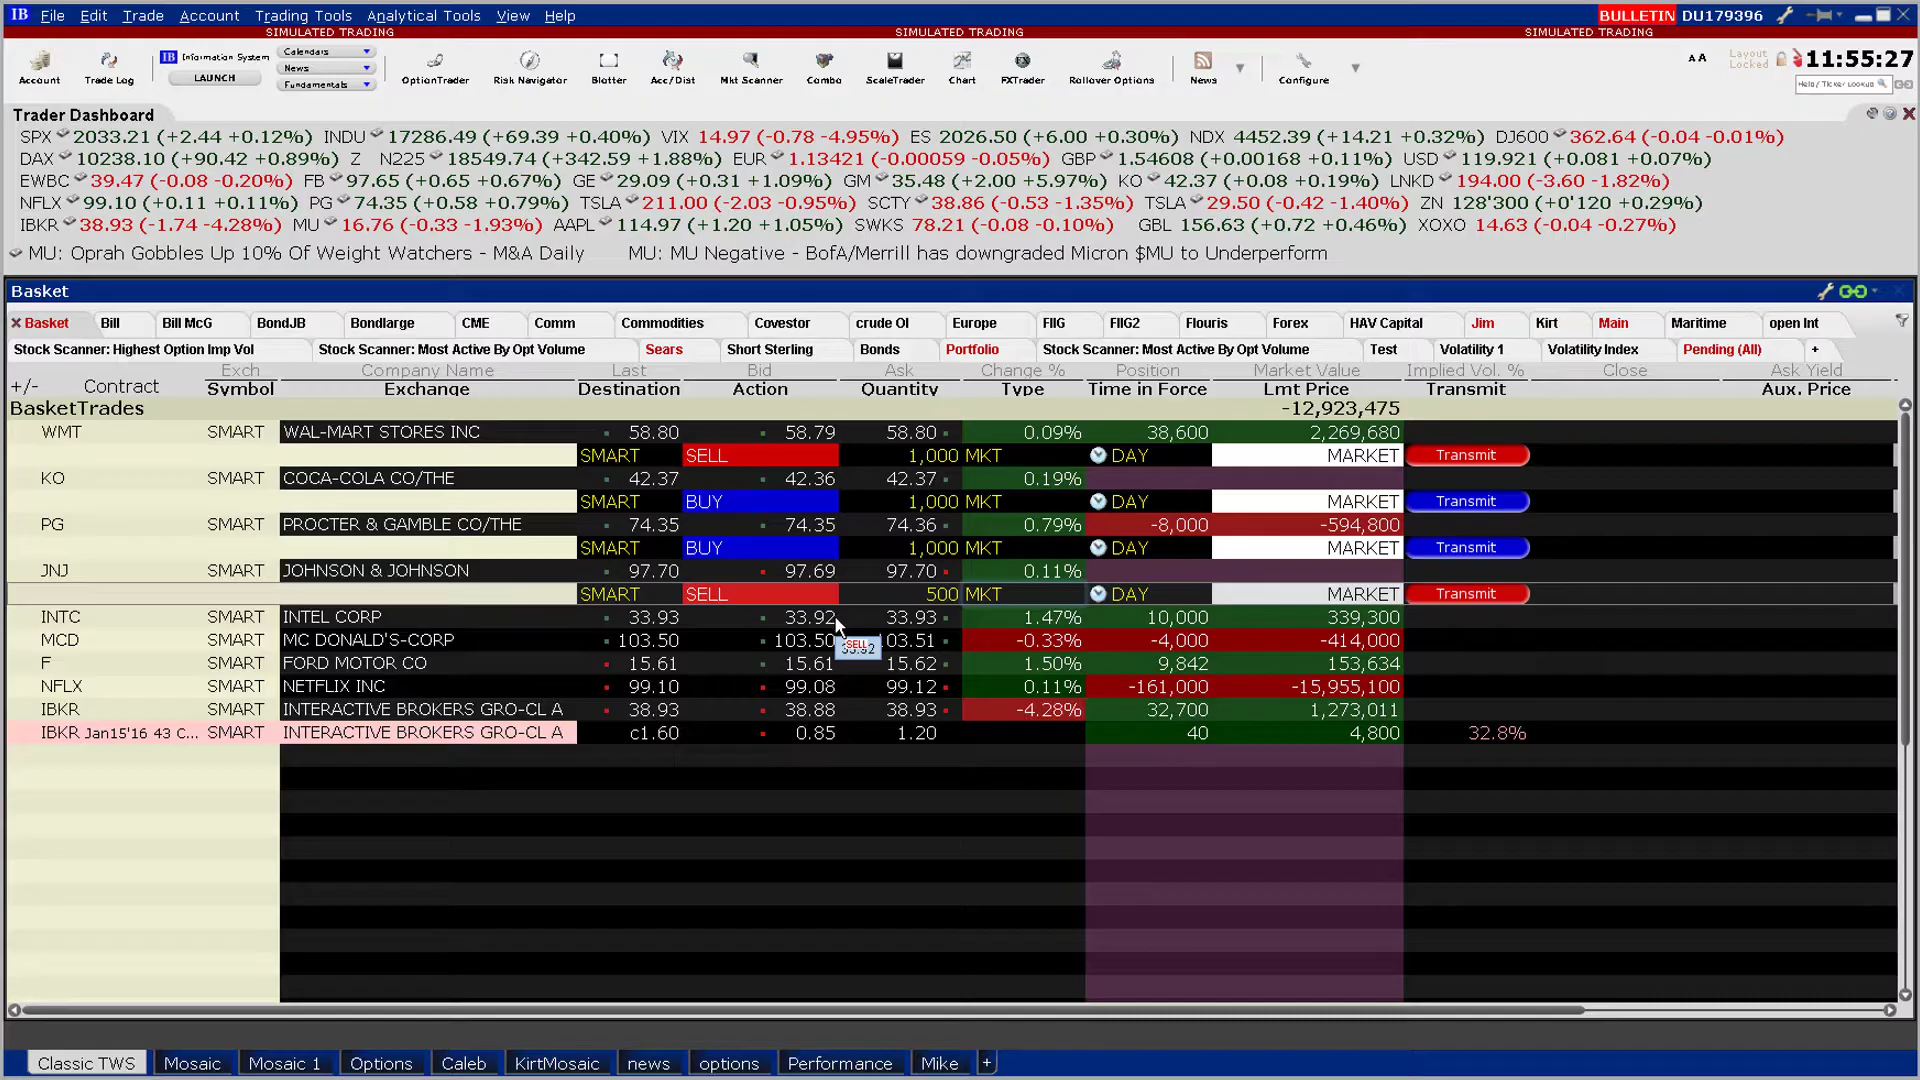 IB File Edit Trade Account Trading Tools Analytical Tools View Help BULLETIN DU179396
SIMULATED TRADING SIMULATED TRADING SIMULATED TRADING
Account Trade Log IB Information System LAUNCH Calendars News Fundamentals OptionTrader Risk Navigator Blotter Acc/Dist Mkt Scanner Combo ScaleTrader Chart FXTrader Rollover Options News Configure A A Layout Locked 11:55:27
Help / Ticker Lookup
Trader Dashboard
SPX 2033.21 (+2.44 +0.12%) INDU 17286.49 (+69.39 +0.40%) VIX 14.97 (-0.78 -4.95%) ES 2026.50 (+6.00 +0.30%) NDX 4452.39 (+14.21 +0.32%) DJ600 362.64 (-0.04 -0.01%)
DAX 10238.10 (+90.42 +0.89%) Z N225 18549.74 (+342.59 +1.88%) EUR 1.13421 (-0.00059 -0.05%) GBP 1.54608 (+0.00168 +0.11%) USD 119.921 (+0.081 +0.07%)
EWBC 39.47 (-0.08 -0.20%) FB 97.65 (+0.65 +0.67%) GE 29.09 (+0.31 +1.09%) GM 35.48 (+2.00 +5.97%) KO 42.37 (+0.08 +0.19%) LNKD 194.00 (-3.60 -1.82%)
NFLX 99.10 (+0.11 +0.11%) PG 74.35 (+0.58 +0.79%) TSLA 211.00 (-2.03 -0.95%) SCTY 38.86 (-0.53 -1.35%) TSLA 29.50 (-0.42 -1.40%) ZN 128'300 (+0'120 +0.29%)
IBKR 38.93 (-1.74 -4.28%) MU 16.76 (-0.33 -1.93%) AAPL 114.97 (+1.20 +1.05%) SWKS 78.21 (-0.08 -0.10%) GBL 156.63 (+0.72 +0.46%) XOXO 14.63 (-0.04 -0.27%)
MU: Oprah Gobbles Up 10% Of Weight Watchers - M&A Daily MU: MU Negative - BofA/Merrill has downgraded Micron $MU to Underperform
Basket
Basket Bill Bill McG BondJB Bondlarge CME Comm Commodities Covestor crude OI Europe FIIG FIIG2 Flouris Forex HAV Capital Jim Kirt Main Maritime open Int
Stock Scanner: Highest Option Imp Vol Stock Scanner: Most Active By Opt Volume Sears Short Sterling Bonds Portfolio Stock Scanner: Most Active By Opt Volume Test Volatility 1 Volatility Index Pending (All) +
Exch Company Name Last Bid Ask Change % Position Market Value Implied Vol. % Close Ask Yield
+/- Contract Symbol Exchange Destination Action Quantity Type Time in Force Lmt Price Transmit Aux. Price
BasketTrades -12,923,475
WMT SMART WAL-MART STORES INC 58.80 58.79 58.80 0.09% 38,600 2,269,680
SMART SELL 1,000 MKT DAY MARKET Transmit
KO SMART COCA-COLA CO/THE 42.37 42.36 42.37 0.19%
SMART BUY 1,000 MKT DAY MARKET Transmit
PG SMART PROCTER & GAMBLE CO/THE 74.35 74.35 74.36 0.79% -8,000 -594,800
SMART BUY 1,000 MKT DAY MARKET Transmit
JNJ SMART JOHNSON & JOHNSON 97.70 97.69 97.70 0.11%
SMART SELL 500 MKT DAY MARKET Transmit
INTC SMART INTEL CORP 33.93 33.92 33.93 1.47% 10,000 339,300
MCD SMART MC DONALD'S-CORP 103.50 103.50 SELL 03.51 -0.33% -4,000 -414,000
F SMART FORD MOTOR CO 15.61 15.61 15.62 1.50% 9,842 153,634
NFLX SMART NETFLIX INC 99.10 99.08 99.12 0.11% -161,000 -15,955,100
IBKR SMART INTERACTIVE BROKERS GRO-CL A 38.93 38.88 38.93 -4.28% 32,700 1,273,011
IBKR Jan15'16 43 C... SMART INTERACTIVE BROKERS GRO-CL A c1.60 0.85 1.20 40 4,800 32.8%
Classic TWS Mosaic Mosaic 1 Options Caleb KirtMosaic news options Performance Mike +